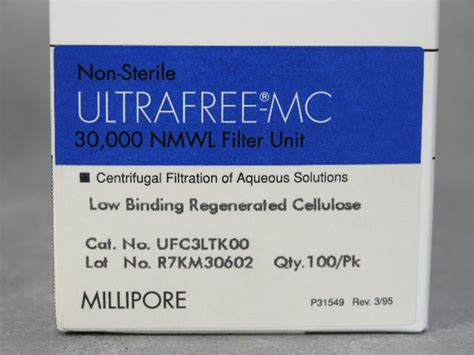 Non-Sterile
ULTRAFREE®-MC
30,000 NMWL Filter Unit
■ Centrifugal Filtration of Aqueous Solutions
Low Binding Regenerated Cellulose
Cat. No. UFC3LTK00
Lot No. R7KM30602 Qty.100/Pk
MILLIPORE P31549 Rev. 3/95